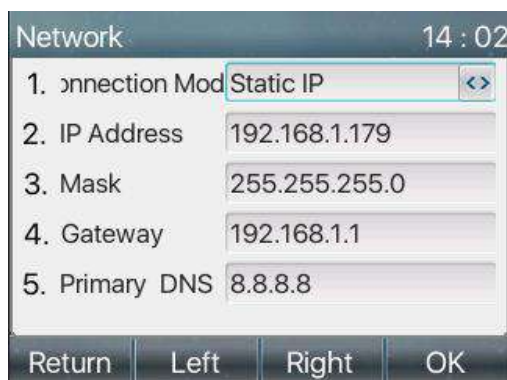 Network 14 : 02
1. onnection Mod Static IP <>
2. IP Address 192.168.1.179
3. Mask 255.255.255.0
4. Gateway 192.168.1.1
5. Primary DNS 8.8.8.8
Return Left Right OK